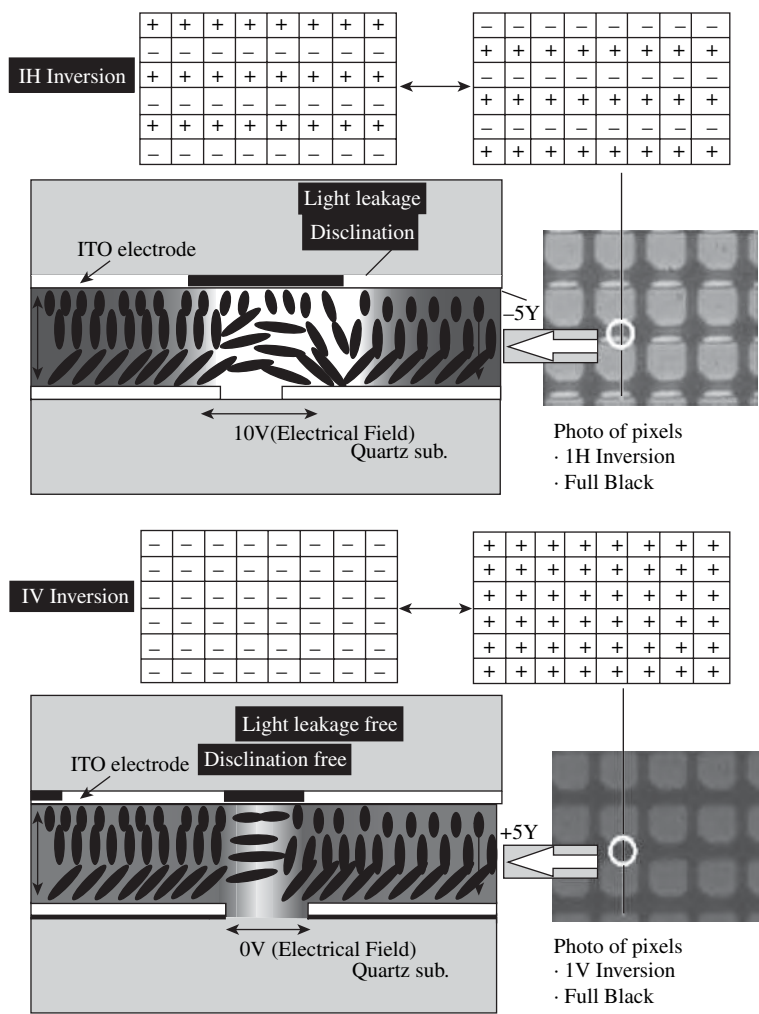 + + + + + + + +
– – – – – – – –
+ + + + + + + +
– – – – – – – –
+ + + + + + + +
– – – – – – – –
– – – – – – – –
+ + + + + + + +
– – – – – – – –
+ + + + + + + +
– – – – – – – –
+ + + + + + + +
IH Inversion
Light leakage
Disclination
ITO electrode
–5Y
10V(Electrical Field)
Quartz sub.
Photo of pixels
· 1H Inversion
· Full Black
– – – – – – – –
– – – – – – – –
– – – – – – – –
– – – – – – – –
– – – – – – – –
– – – – – – – –
+ + + + + + + +
+ + + + + + + +
+ + + + + + + +
+ + + + + + + +
+ + + + + + + +
+ + + + + + + +
IV Inversion
Light leakage free
Disclination free
ITO electrode
+5Y
0V (Electrical Field)
Quartz sub.
Photo of pixels
· 1V Inversion
· Full Black